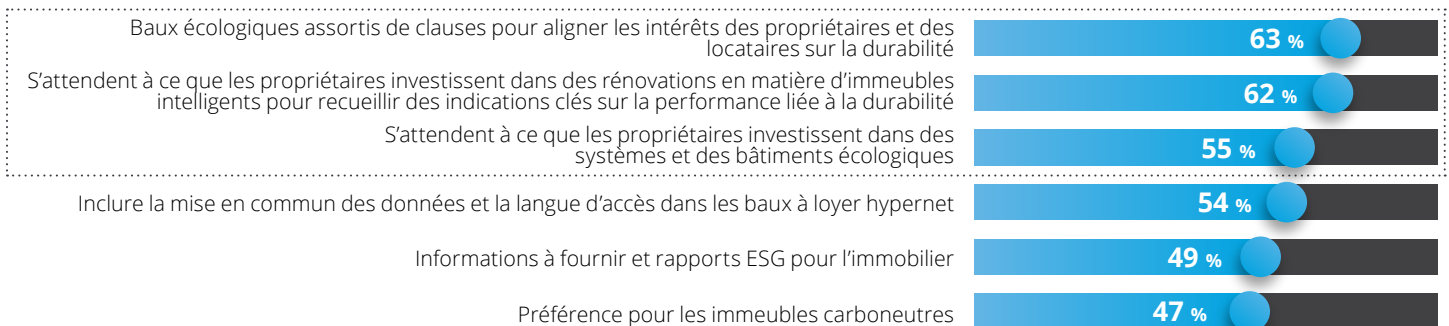 Baux écologiques assortis de clauses pour aligner les intérêts des propriétaires et des
locataires sur la durabilité
63 %
S’attendent à ce que les propriétaires investissent dans des rénovations en matière d’immeubles
intelligents pour recueillir des indications clés sur la performance liée à la durabilité
62 %
S’attendent à ce que les propriétaires investissent dans des
systèmes et des bâtiments écologiques
55 %
Inclure la mise en commun des données et la langue d’accès dans les baux à loyer hypernet
54 %
Informations à fournir et rapports ESG pour l’immobilier
49 %
Préférence pour les immeubles carboneutres
47 %